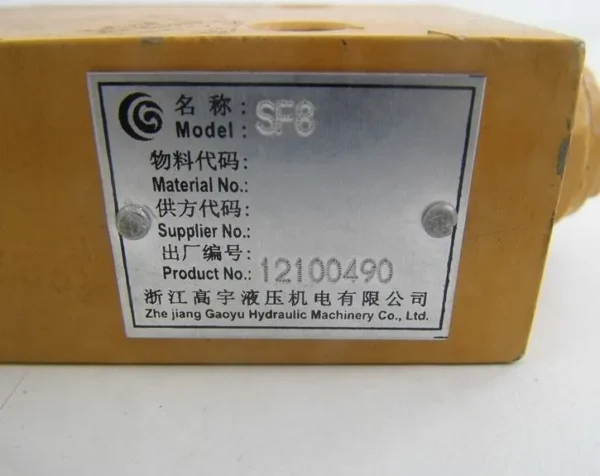 名 称：
Model： SF8
物料代码：
Material No.:
供方代码：
Supplier No.:
出厂编号：
Product No.: 12100490
浙江高宇液压机电有限公司
Zhe jiang Gaoyu Hydraulic Machinery Co., Ltd.